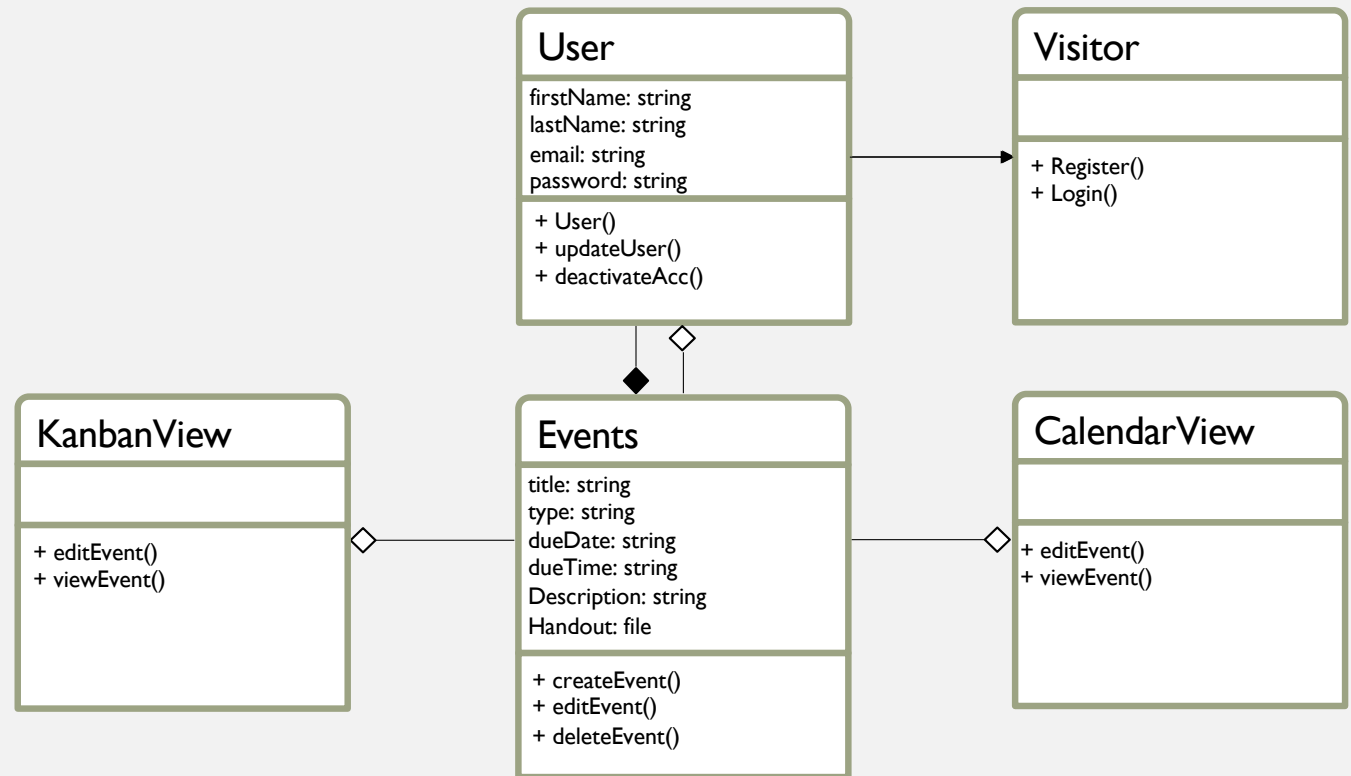 User
firstName: string
lastName: string
email: string
password: string
+ User()
+ updateUser()
+ deactivateAcc()
Visitor
+ Register()
+ Login()
KanbanView
+ editEvent()
+ viewEvent()
Events
title: string
type: string
dueDate: string
dueTime: string
Description: string
Handout: file
+ createEvent()
+ editEvent()
+ deleteEvent()
CalendarView
+ editEvent()
+ viewEvent()